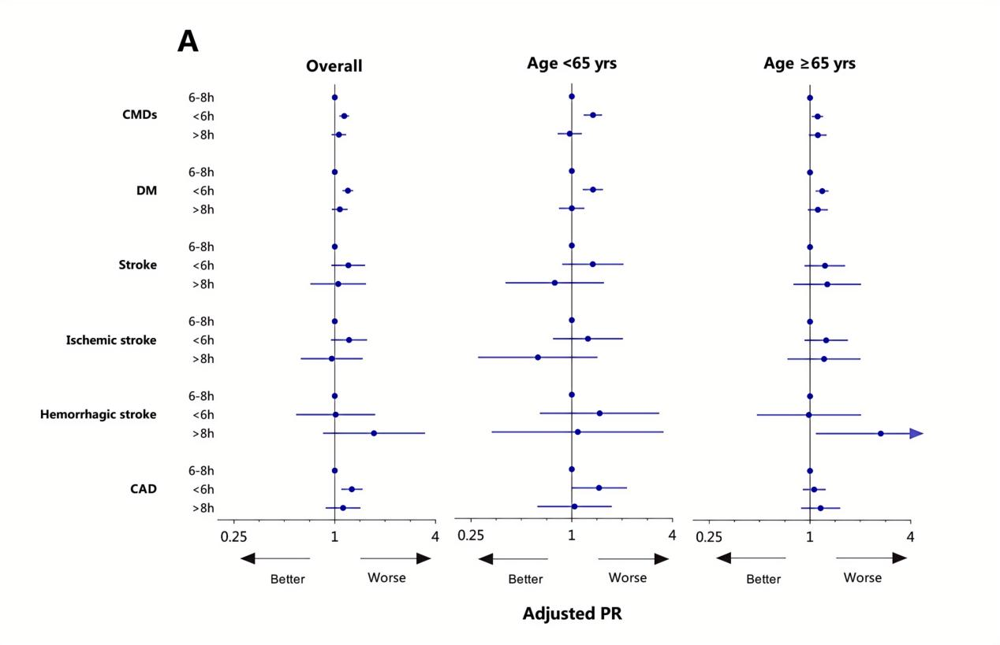 A
Overall
Age <65 yrs
Age ≥65 yrs
CMDs
6-8h
<6h
>8h
DM
6-8h
<6h
>8h
Stroke
6-8h
<6h
>8h
Ischemic stroke
6-8h
<6h
>8h
Hemorrhagic stroke
6-8h
<6h
>8h
CAD
6-8h
<6h
>8h
0.25 1 4
0.25 1 4
0.25 1 4
Better Worse
Better Worse
Better Worse
Adjusted PR